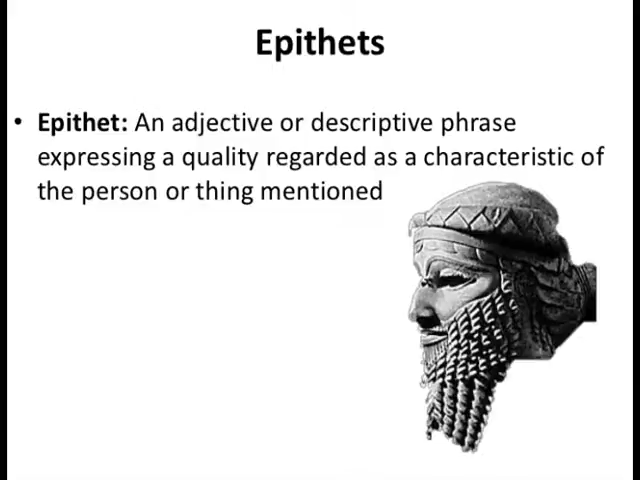 Epithets
• Epithet: An adjective or descriptive phrase
expressing a quality regarded as a characteristic of
the person or thing mentioned